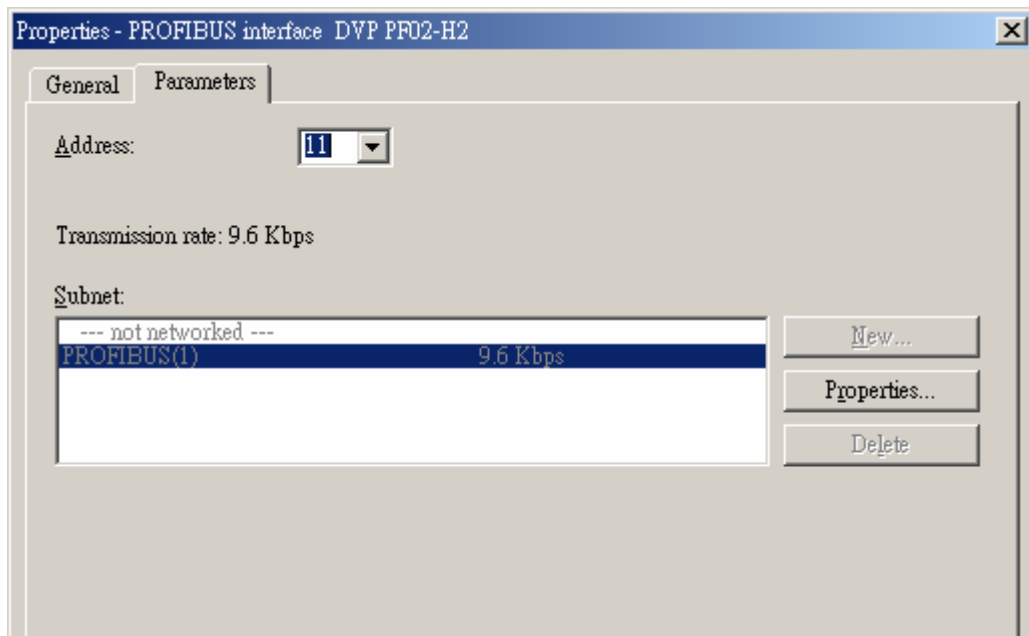 Properties - PROFIBUS interface DVP PF02-H2
General Parameters
Address: 11
Transmission rate: 9.6 Kbps
Subnet:
--- not networked --- New...
PROFIBUS(1) 9.6 Kbps
Properties...
Delete